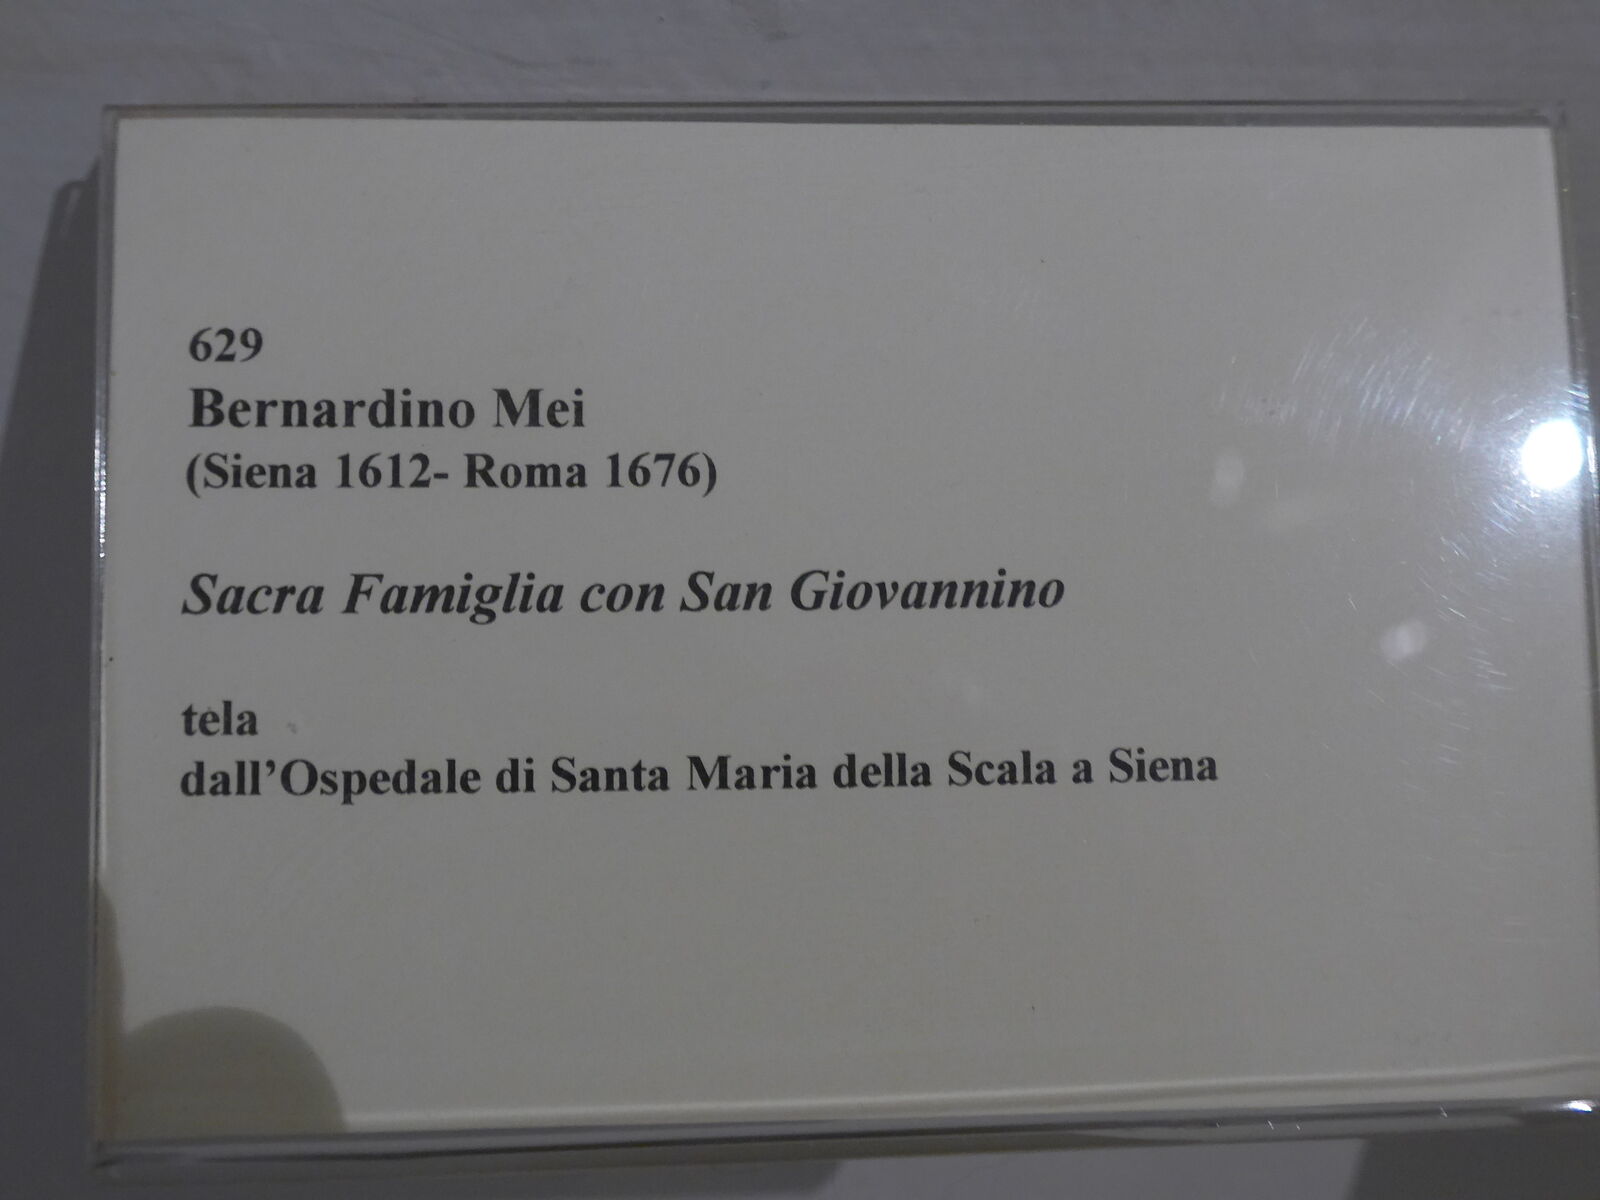 629
Bernardino Mei
(Siena 1612- Roma 1676)
Sacra Famiglia con San Giovannino
tela
dall’Ospedale di Santa Maria della Scala a Siena